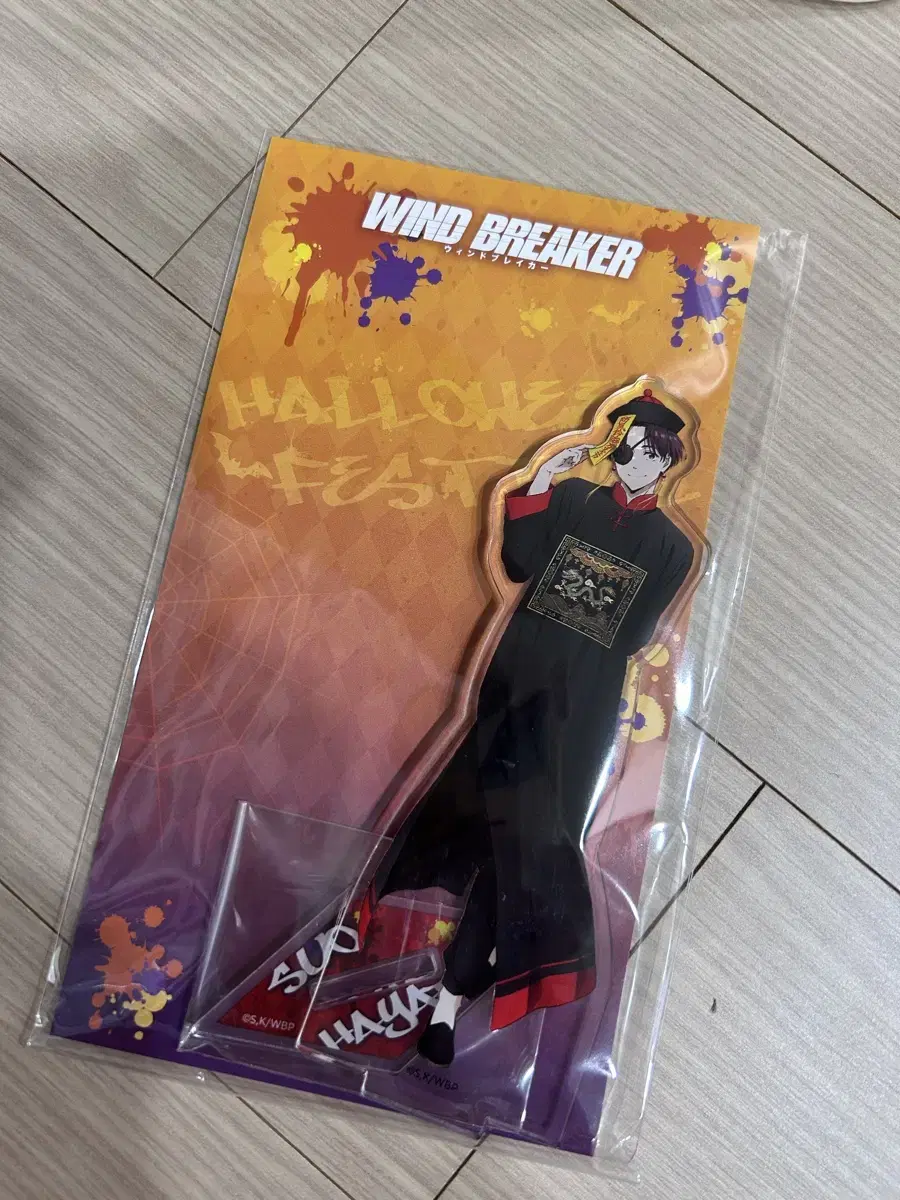 WIND BREAKER
ウィンドブレイカー
HALLOWEE
FEST
SUO
HAYA
©S,K/WBP
©S,K/WBP